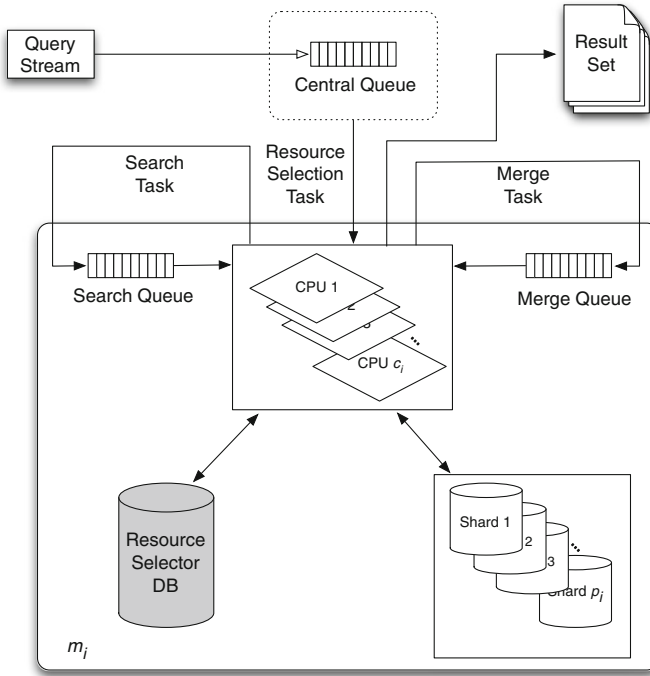 Query
Stream
Central Queue
Result
Set
Search
Task
Resource
Selection
Task
Merge
Task
Search Queue
CPU 1
2
3
...
CPU c_i
Merge Queue
Resource
Selector
DB
Shard 1
2
3
...
Shard p_i
m_i